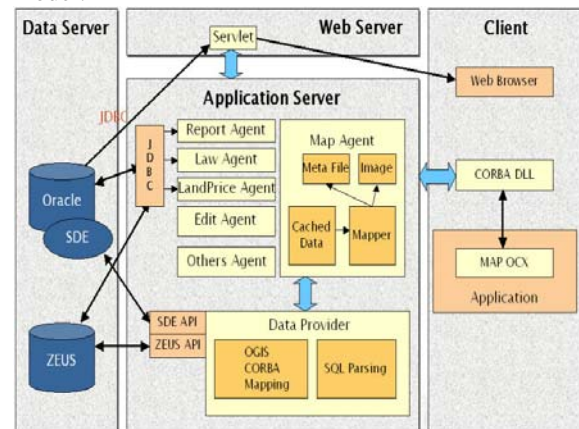 Data Server
Web Server
Client
Servlet
Web Browser
JDBC
Application Server
J
D
B
C
Report Agent
Law Agent
LandPrice Agent
Edit Agent
Others Agent
Map Agent
Meta File
Image
Cached
Data
Mapper
CORBA DLL
MAP OCX
Application
Oracle
SDE
ZEUS
SDE API
ZEUS API
Data Provider
OGIS
CORBA
Mapping
SQL Parsing